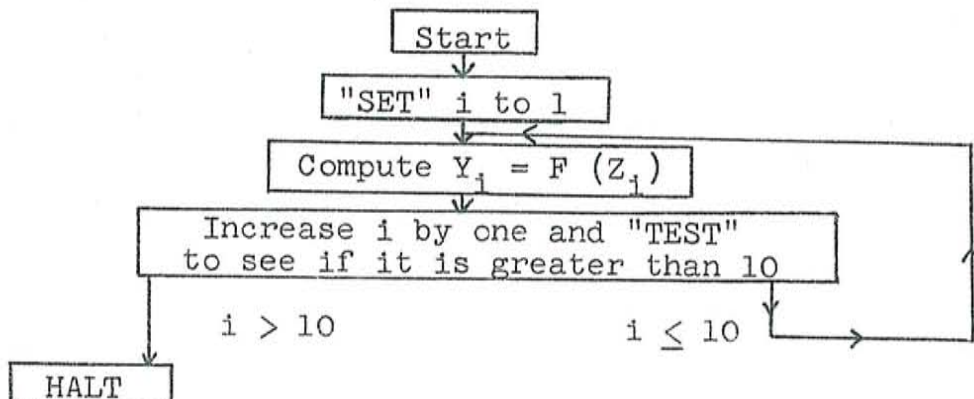 Start
"SET" i to 1
Compute Y_i = F (Z_i)
Increase i by one and "TEST"
to see if it is greater than 10
i > 10
i ≤ 10
HALT